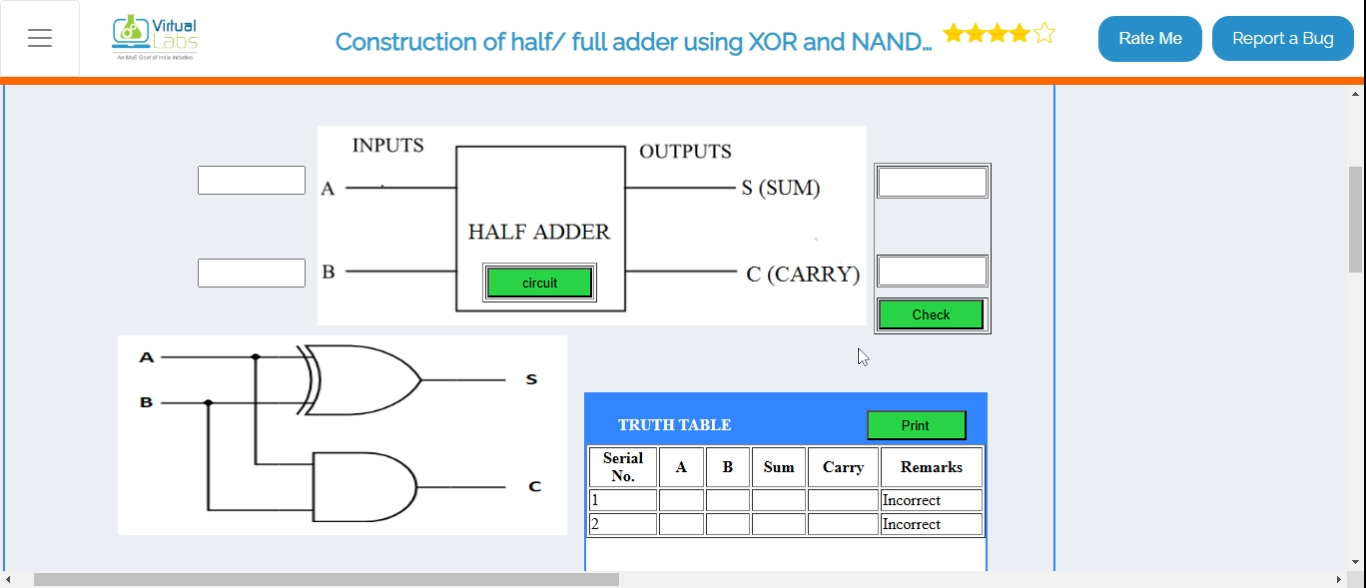 Virtual
Labs
An MoE Govt of India Initiative
Construction of half/ full adder using XOR and NAND...
Rate Me
Report a Bug
INPUTS
OUTPUTS
A
S (SUM)
HALF ADDER
B
C (CARRY)
circuit
Check
A
S
B
C
TRUTH TABLE
Print
Serial No. A B Sum Carry Remarks
1 Incorrect
2 Incorrect